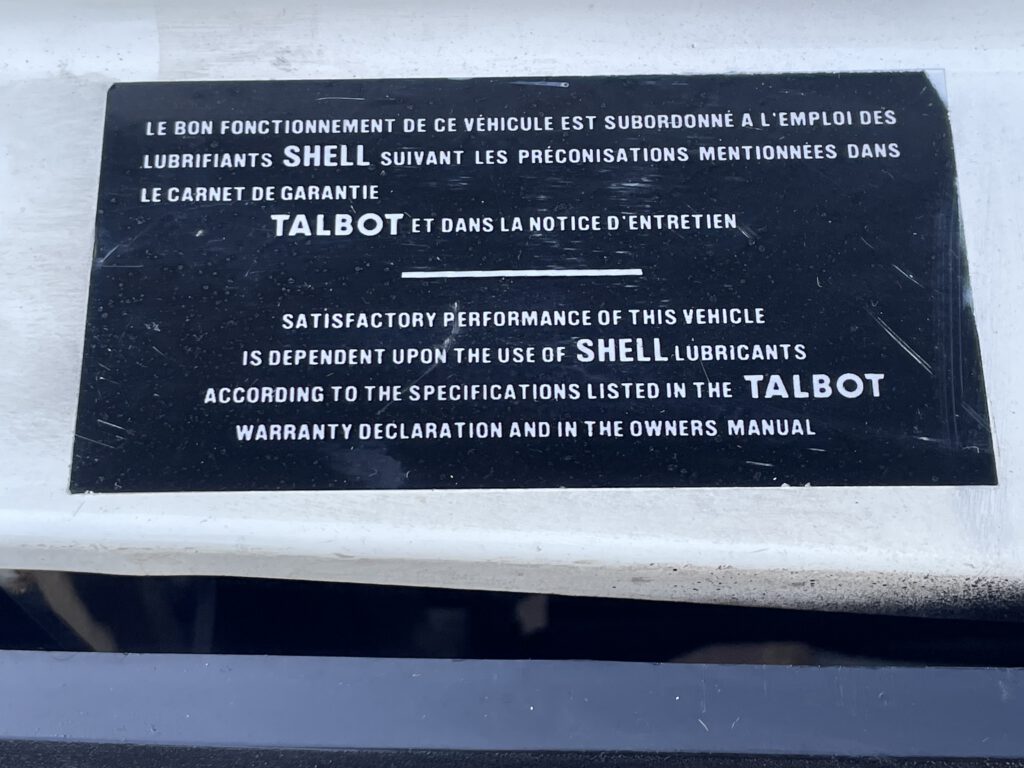 LE BON FONCTIONNEMENT DE CE VÉHICULE EST SUBORDONNÉ A L'EMPLOI DES
LUBRIFIANTS SHELL SUIVANT LES PRÉCONISATIONS MENTIONNÉES DANS
LE CARNET DE GARANTIE
TALBOT ET DANS LA NOTICE D'ENTRETIEN
SATISFACTORY PERFORMANCE OF THIS VEHICLE
IS DEPENDENT UPON THE USE OF SHELL LUBRICANTS
ACCORDING TO THE SPECIFICATIONS LISTED IN THE TALBOT
WARRANTY DECLARATION AND IN THE OWNERS MANUAL